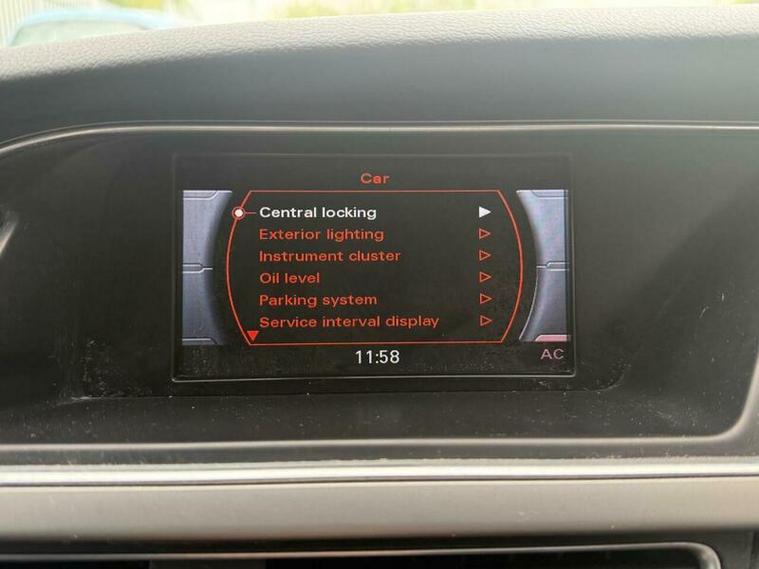 Car
Central locking
Exterior lighting
Instrument cluster
Oil level
Parking system
Service interval display
11:58
AC